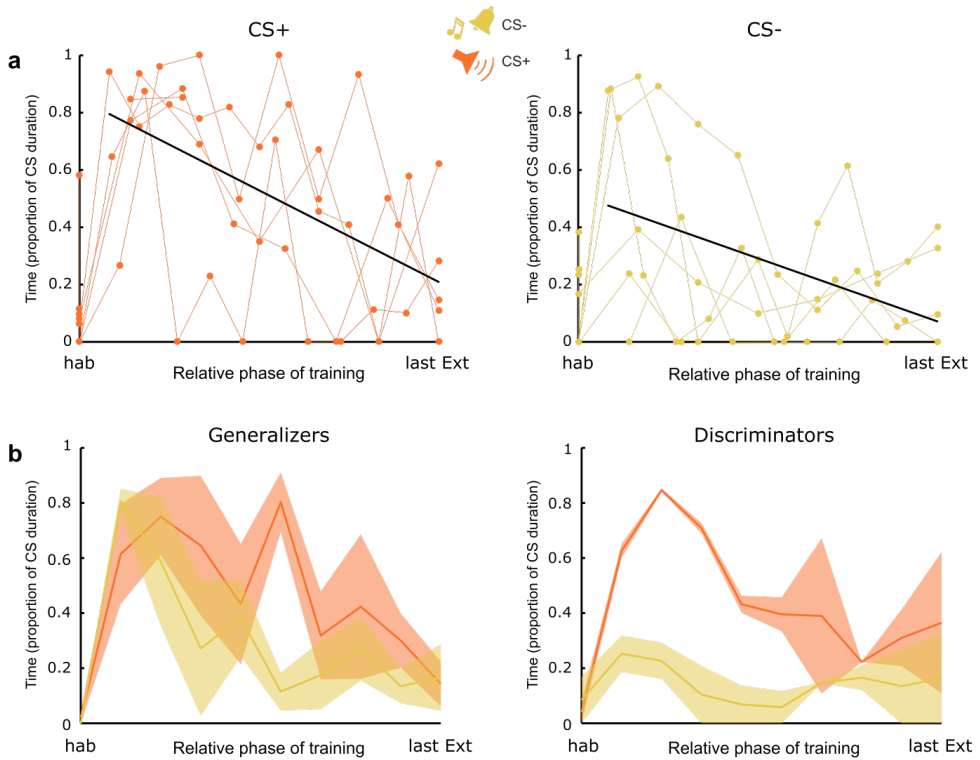 CS+
CS-
CS-
CS+
a
Time (proportion of CS duration)
1
0.8
0.6
0.4
0.2
0
hab
Relative phase of training
last Ext
Time (proportion of CS duration)
1
0.8
0.6
0.4
0.2
0
hab
Relative phase of training
last Ext
b
Generalizers
Time (proportion of CS duration)
1
0.8
0.6
0.4
0.2
0
hab
Relative phase of training
last Ext
Discriminators
Time (proportion of CS duration)
1
0.8
0.6
0.4
0.2
0
hab
Relative phase of training
last Ext